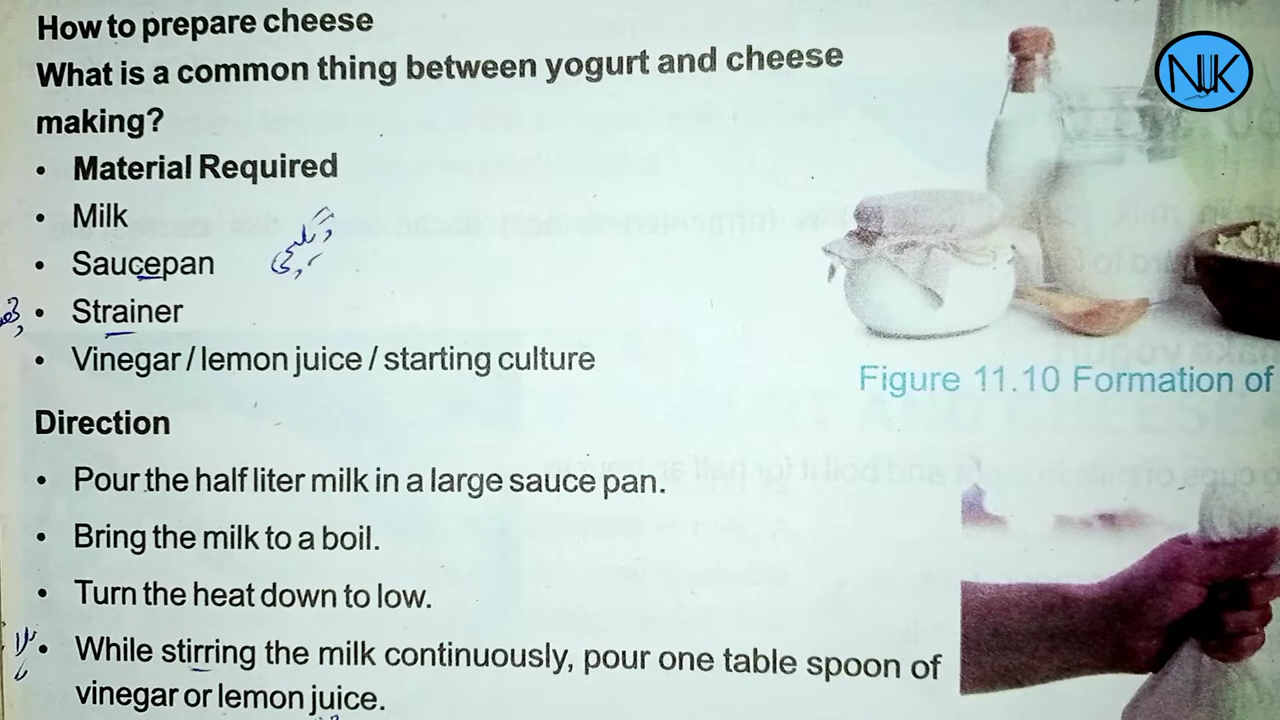 How to prepare cheese
What is a common thing between yogurt and cheese
making?
• Material Required
• Milk
• Saucepan
• Strainer
• Vinegar / lemon juice / starting culture
Figure 11.10 Formation of
Direction
• Pour the half liter milk in a large sauce pan.
• Bring the milk to a boil.
• Turn the heat down to low.
• While stirring the milk continuously, pour one table spoon of
vinegar or lemon juice.
NUK